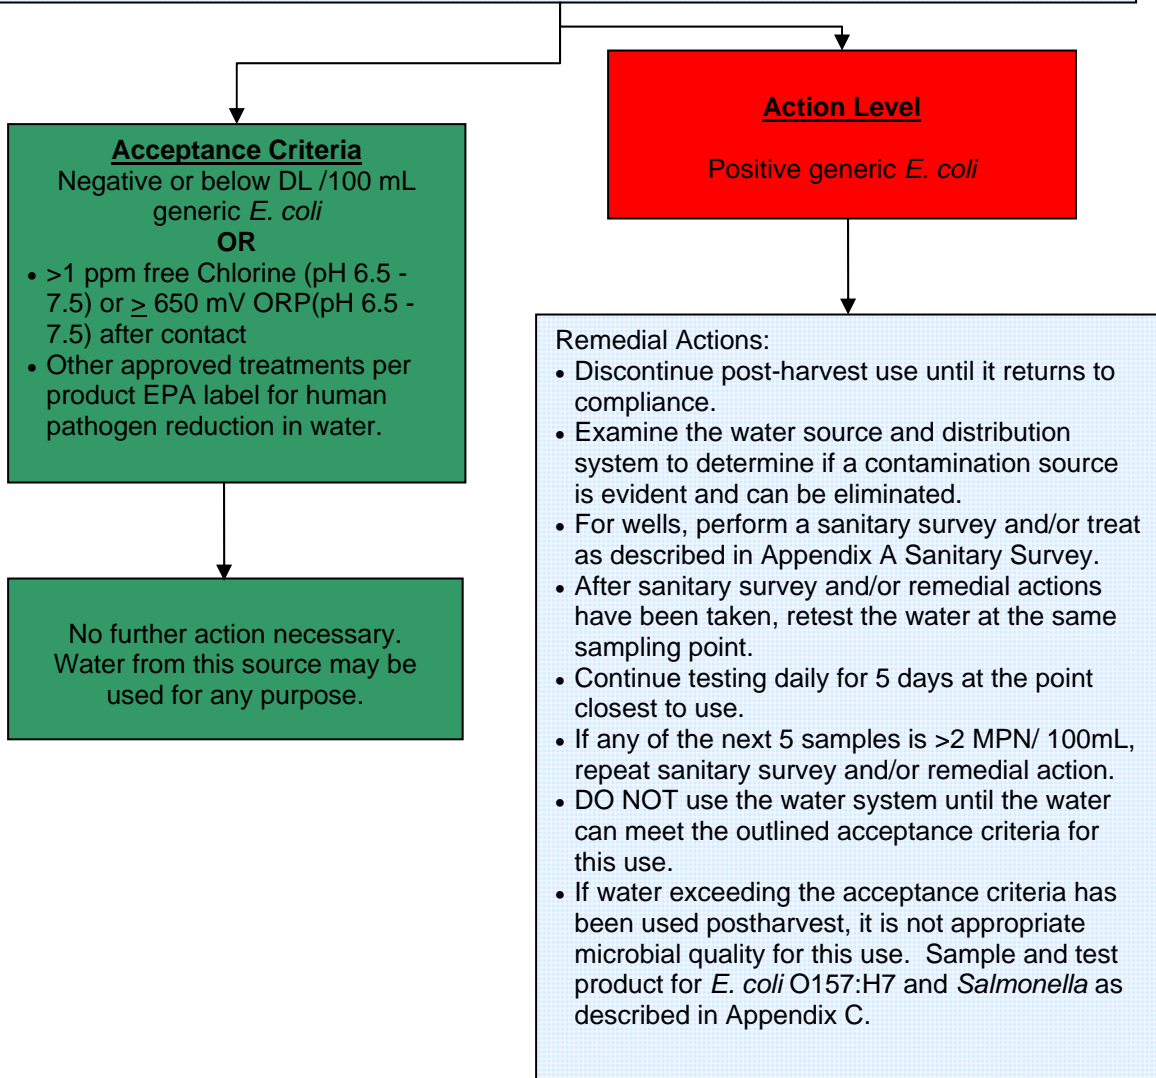 Acceptance Criteria
Negative or below DL /100 mL
generic E. coli
OR
• >1 ppm free Chlorine (pH 6.5 -
7.5) or ≥ 650 mV ORP(pH 6.5 -
7.5) after contact
• Other approved treatments per
product EPA label for human
pathogen reduction in water.
No further action necessary.
Water from this source may be
used for any purpose.
Action Level
Positive generic E. coli
Remedial Actions:
• Discontinue post-harvest use until it returns to
compliance.
• Examine the water source and distribution
system to determine if a contamination source
is evident and can be eliminated.
• For wells, perform a sanitary survey and/or treat
as described in Appendix A Sanitary Survey.
• After sanitary survey and/or remedial actions
have been taken, retest the water at the same
sampling point.
• Continue testing daily for 5 days at the point
closest to use.
• If any of the next 5 samples is >2 MPN/ 100mL,
repeat sanitary survey and/or remedial action.
• DO NOT use the water system until the water
can meet the outlined acceptance criteria for
this use.
• If water exceeding the acceptance criteria has
been used postharvest, it is not appropriate
microbial quality for this use.  Sample and test
product for E. coli O157:H7 and Salmonella as
described in Appendix C.